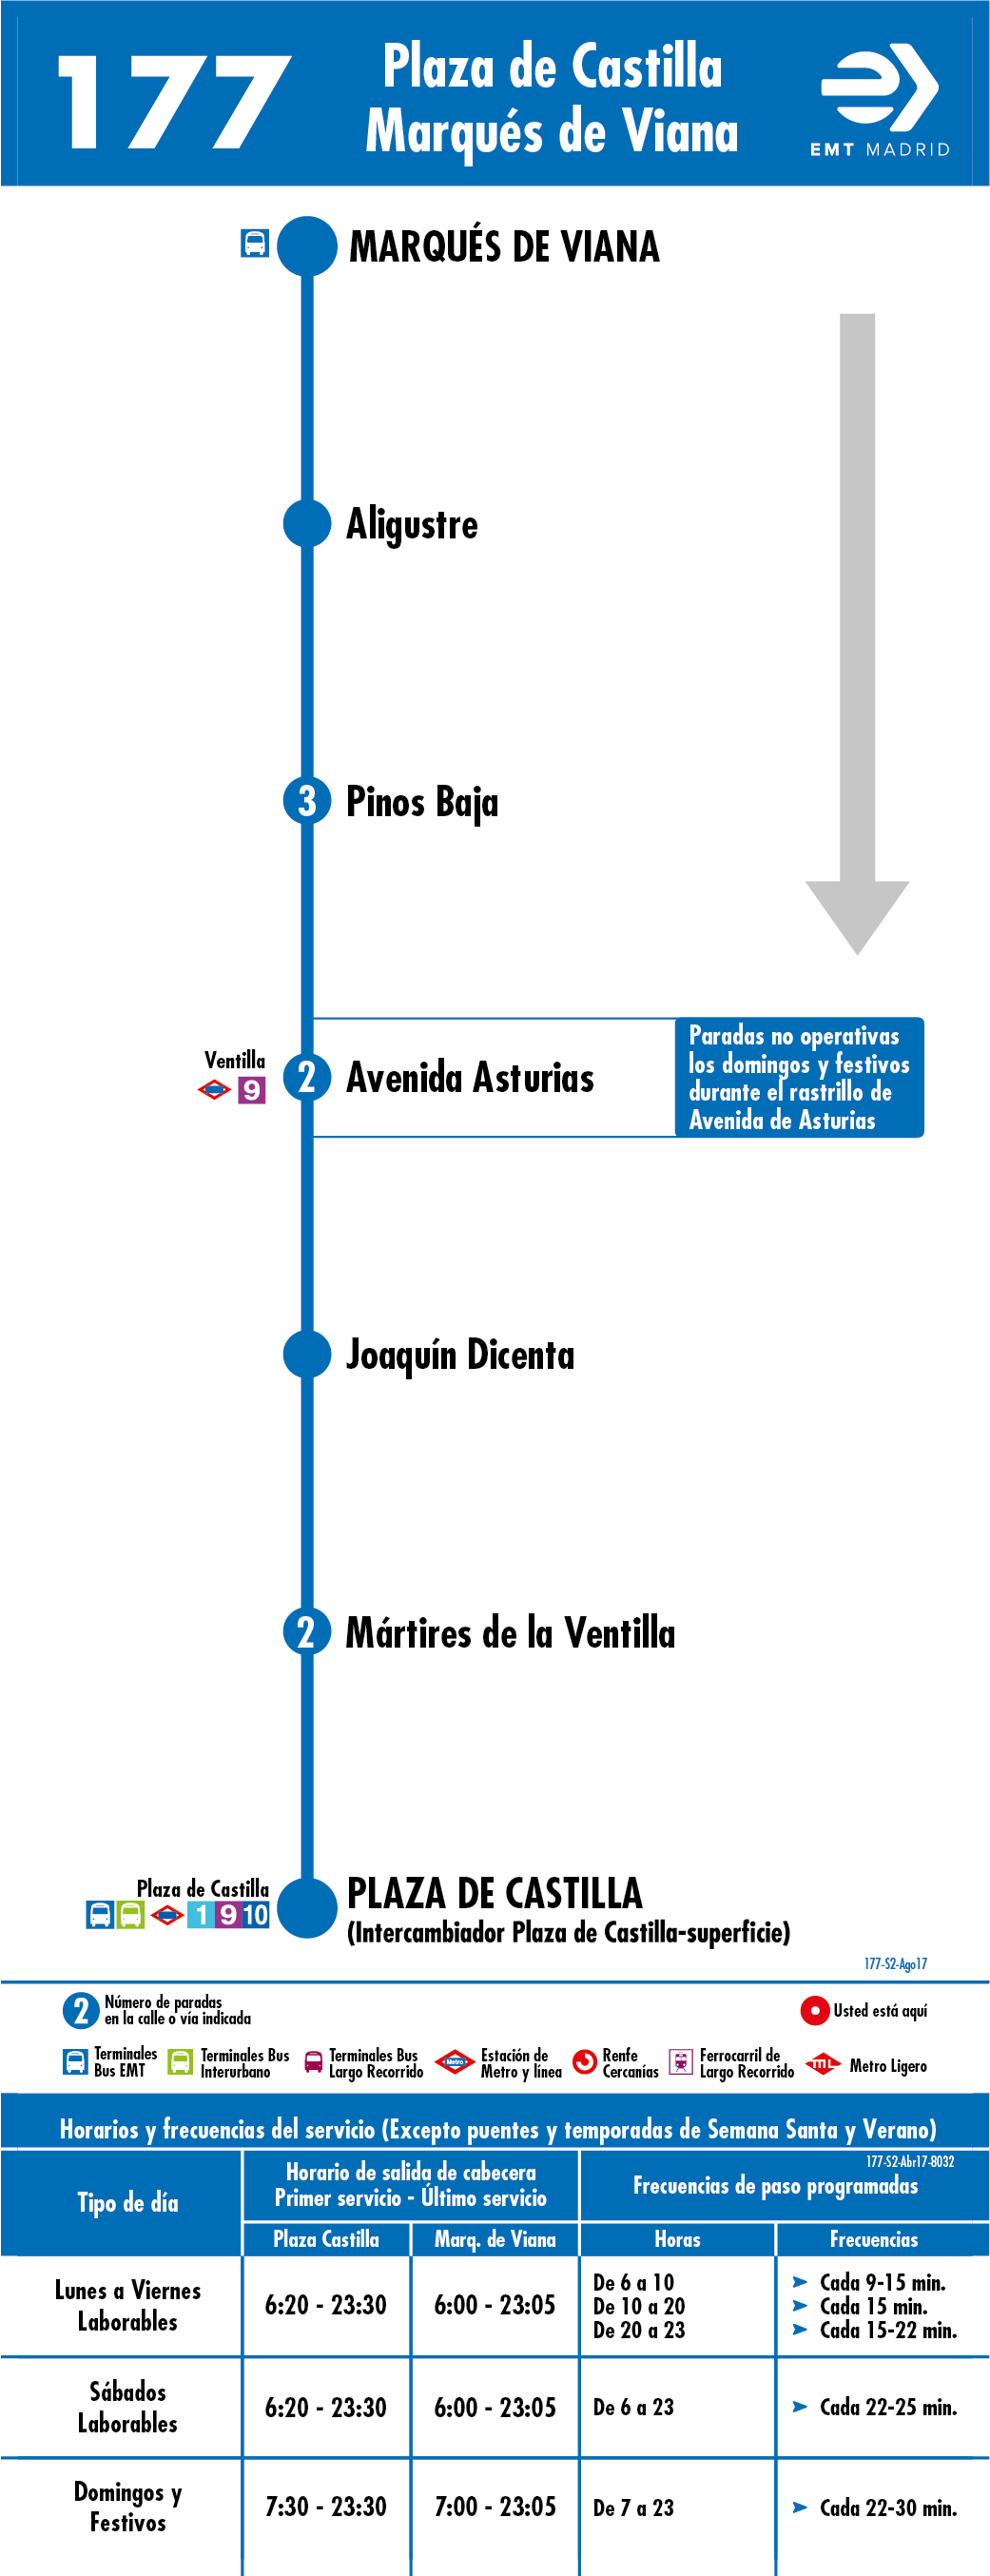 177
Plaza de Castilla
Marqués de Viana
EMT MADRID
MARQUÉS DE VIANA
Aligustre
3 Pinos Baja
Ventilla
9
2 Avenida Asturias
Paradas no operativas
los domingos y festivos
durante el rastrillo de
Avenida de Asturias
Joaquín Dicenta
2 Mártires de la Ventilla
Plaza de Castilla
1 9 10
PLAZA DE CASTILLA
(Intercambiador Plaza de Castilla-superficie)
177-S2-Ago17
2 Número de paradas
en la calle o vía indicada
Usted está aquí
Terminales
Bus EMT
Terminales Bus
Interurbano
Terminales Bus
Largo Recorrido
Metro
Estación de
Metro y línea
Renfe
Cercanías
Ferrocarril de
Largo Recorrido
ML
Metro Ligero
Horarios y frecuencias del servicio (Excepto puentes y temporadas de Semana Santa y Verano)
177-S2-Abr17-8032
Tipo de día
Horario de salida de cabecera
Primer servicio - Último servicio
Frecuencias de paso programadas
Plaza Castilla
Marq. de Viana
Horas
Frecuencias
Lunes a Viernes
Laborables
6:20 - 23:30
6:00 - 23:05
De 6 a 10 ➤ Cada 9-15 min.
De 10 a 20 ➤ Cada 15 min.
De 20 a 23 ➤ Cada 15-22 min.
Sábados
Laborables
6:20 - 23:30
6:00 - 23:05
De 6 a 23 ➤ Cada 22-25 min.
Domingos y
Festivos
7:30 - 23:30
7:00 - 23:05
De 7 a 23 ➤ Cada 22-30 min.